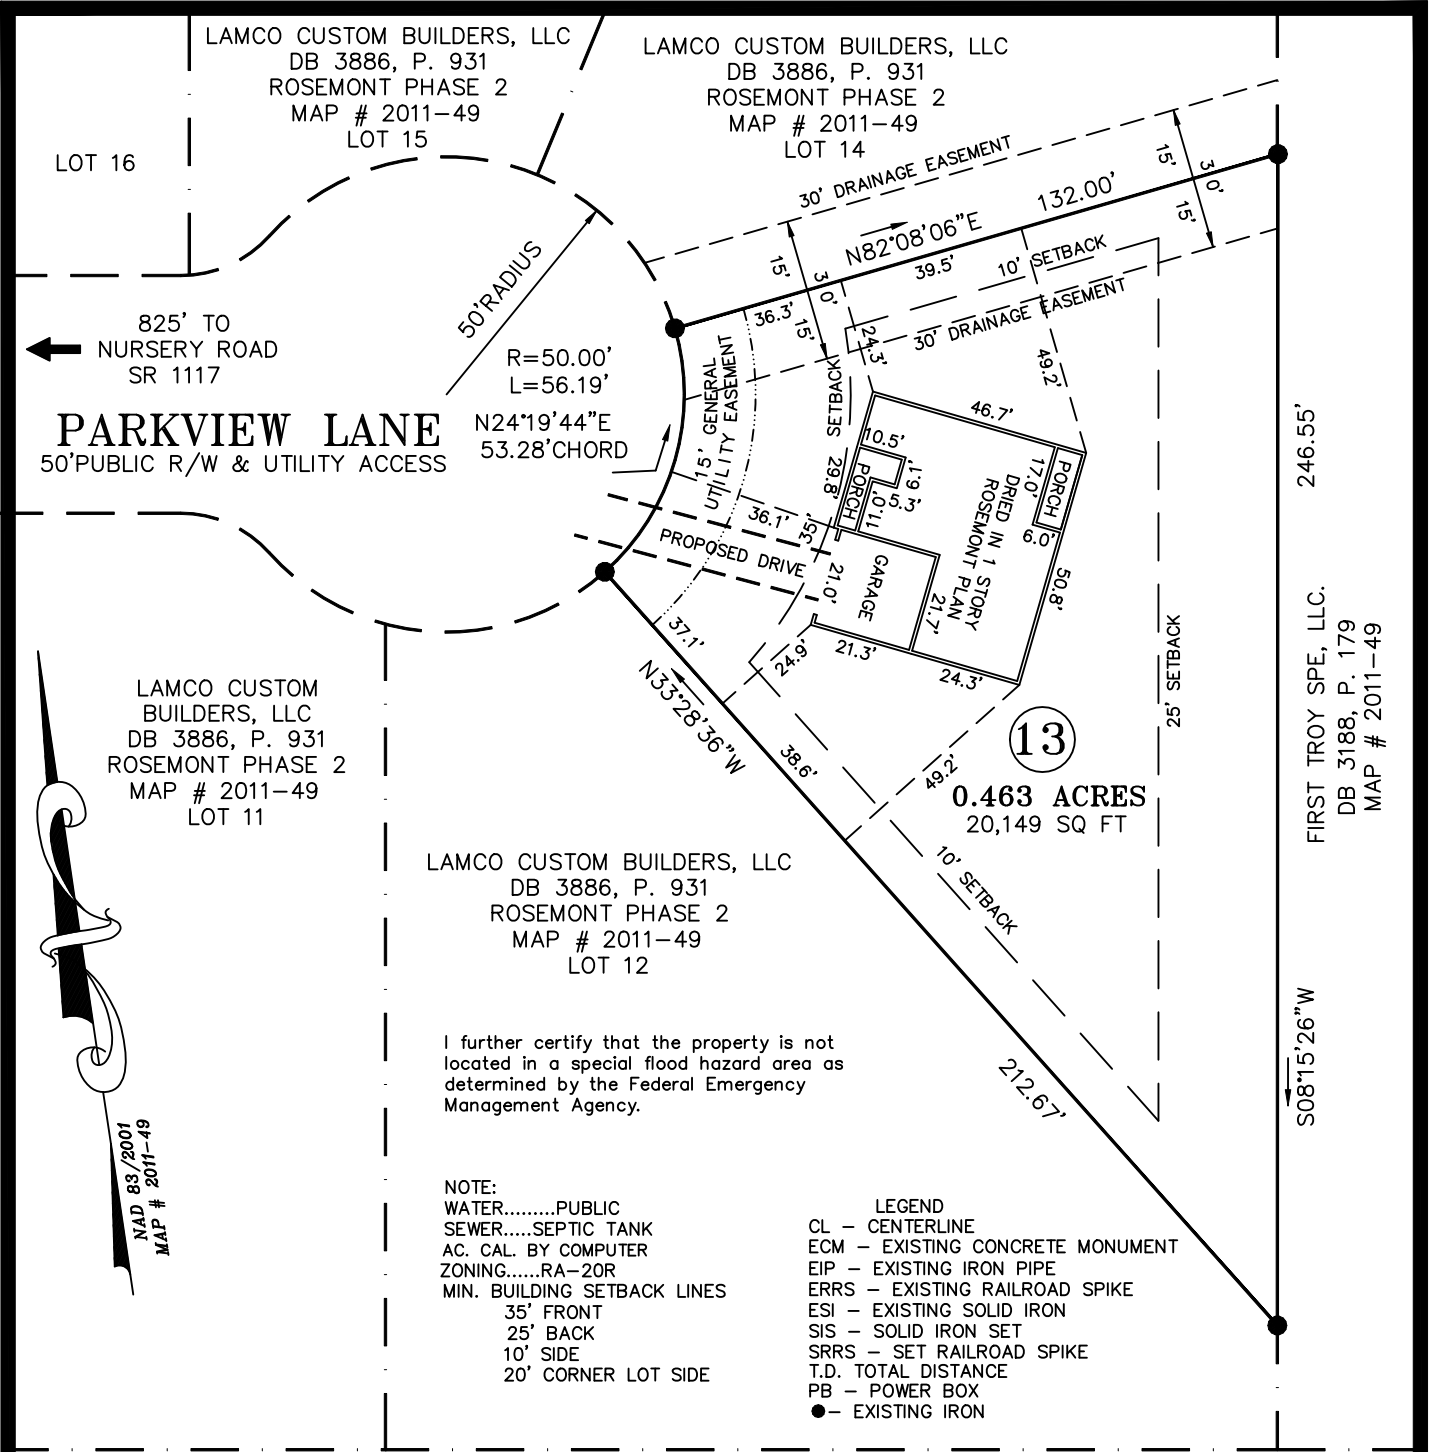 LAMCO CUSTOM BUILDERS, LLC
DB 3886, P. 931
ROSEMONT PHASE 2
MAP # 2011-49
LOT 15
LAMCO CUSTOM BUILDERS, LLC
DB 3886, P. 931
ROSEMONT PHASE 2
MAP # 2011-49
LOT 14
LOT 16
30' DRAINAGE EASEMENT
15'
30'
15'
N82°08'06"E
132.00'
15'
30'
15'
36.3'
39.5'
10' SETBACK
30' DRAINAGE EASEMENT
50'RADIUS
825' TO
NURSERY ROAD
SR 1117
R=50.00'
L=56.19'
N24°19'44"E
53.28'CHORD
PARKVIEW LANE
50'PUBLIC R/W & UTILITY ACCESS
15' GENERAL
UTILITY EASEMENT
35' SETBACK
24.3'
49.2'
46.7'
10.5'
29.8'
PORCH
6.1'
5.3'
11.0'
DRIED IN 1 STORY
ROSEMONT PLAN
17.0'
PORCH
6.0'
36.1'
PROPOSED DRIVE
21.0'
GARAGE
21.7'
50.8'
21.3'
24.3'
37.1'
24.9'
N33°28'36"W
38.6'
49.2'
25' SETBACK
246.55'
13
0.463 ACRES
20,149 SQ FT
FIRST TROY SPE, LLC.
DB 3188, P. 179
MAP # 2011-49
LAMCO CUSTOM
BUILDERS, LLC
DB 3886, P. 931
ROSEMONT PHASE 2
MAP # 2011-49
LOT 11
LAMCO CUSTOM BUILDERS, LLC
DB 3886, P. 931
ROSEMONT PHASE 2
MAP # 2011-49
LOT 12
10' SETBACK
S08°15'26"W
212.67'
I further certify that the property is not
located in a special flood hazard area as
determined by the Federal Emergency
Management Agency.
NAD 83/2001
MAP # 2011-49
NOTE:
WATER.........PUBLIC
SEWER.....SEPTIC TANK
AC. CAL. BY COMPUTER
ZONING......RA-20R
MIN. BUILDING SETBACK LINES
35' FRONT
25' BACK
10' SIDE
20' CORNER LOT SIDE
LEGEND
CL - CENTERLINE
ECM - EXISTING CONCRETE MONUMENT
EIP - EXISTING IRON PIPE
ERRS - EXISTING RAILROAD SPIKE
ESI - EXISTING SOLID IRON
SIS - SOLID IRON SET
SRRS - SET RAILROAD SPIKE
T.D. TOTAL DISTANCE
PB - POWER BOX
●- EXISTING IRON